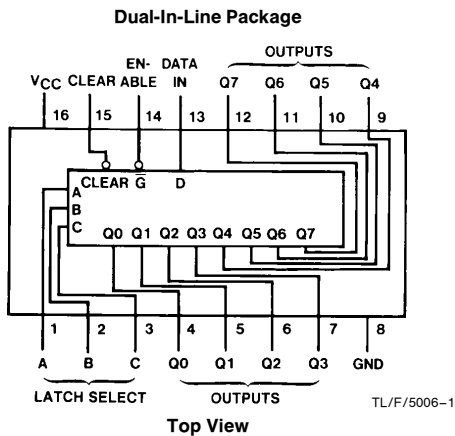 Dual-In-Line Package
OUTPUTS
EN- DATA
VCC CLEAR ABLE IN Q7 Q6 Q5 Q4
16 15 14 13 12 11 10 9
CLEAR G̅ D
A
B
C
Q0 Q1 Q2 Q3 Q4 Q5 Q6 Q7
1 2 3 4 5 6 7 8
A B C Q0 Q1 Q2 Q3 GND
LATCH SELECT OUTPUTS
TL/F/5006–1
Top View